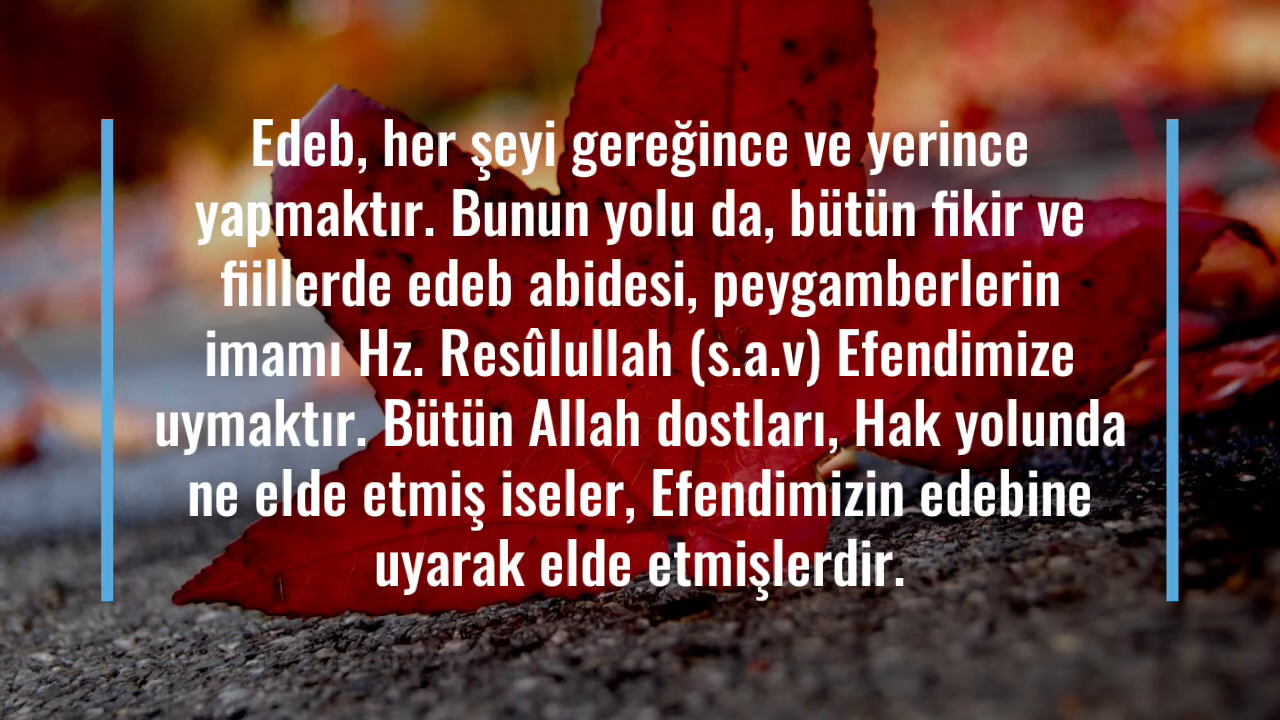 Edeb, her şeyi gereğince ve yerince
yapmaktır. Bunun yolu da, bütün fikir ve
fiillerde edeb abidesi, peygamberlerin
imamı Hz. Resûlullah (s.a.v) Efendimize
uymaktır. Bütün Allah dostları, Hak yolunda
ne elde etmiş iseler, Efendimizin edebine
uyarak elde etmişlerdir.